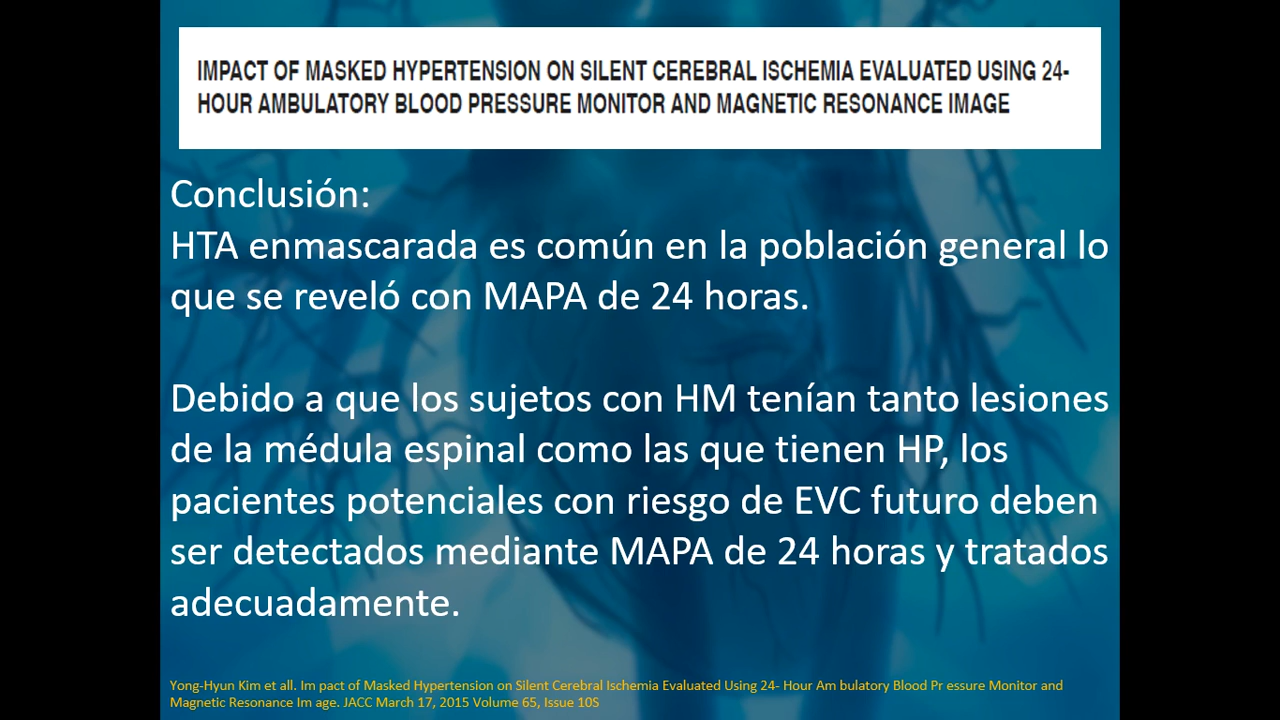 IMPACT OF MASKED HYPERTENSION ON SILENT CEREBRAL ISCHEMIA EVALUATED USING 24-
HOUR AMBULATORY BLOOD PRESSURE MONITOR AND MAGNETIC RESONANCE IMAGE
Conclusión:
HTA enmascarada es común en la población general lo
que se reveló con MAPA de 24 horas.
Debido a que los sujetos con HM tenían tanto lesiones
de la médula espinal como las que tienen HP, los
pacientes potenciales con riesgo de EVC futuro deben
ser detectados mediante MAPA de 24 horas y tratados
adecuadamente.
Yong-Hyun Kim et all. Im pact of Masked Hypertension on Silent Cerebral Ischemia Evaluated Using 24- Hour Am bulatory Blood Pr essure Monitor and
Magnetic Resonance Im age. JACC March 17, 2015 Volume 65, Issue 10S